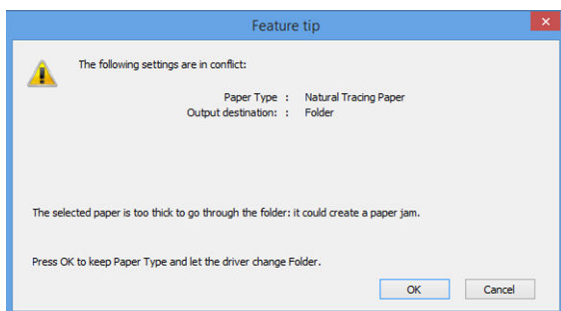 Feature tip
The following settings are in conflict:
Paper Type : Natural Tracing Paper
Output destination: : Folder
The selected paper is too thick to go through the folder: it could create a paper jam.
Press OK to keep Paper Type and let the driver change Folder.
OK Cancel